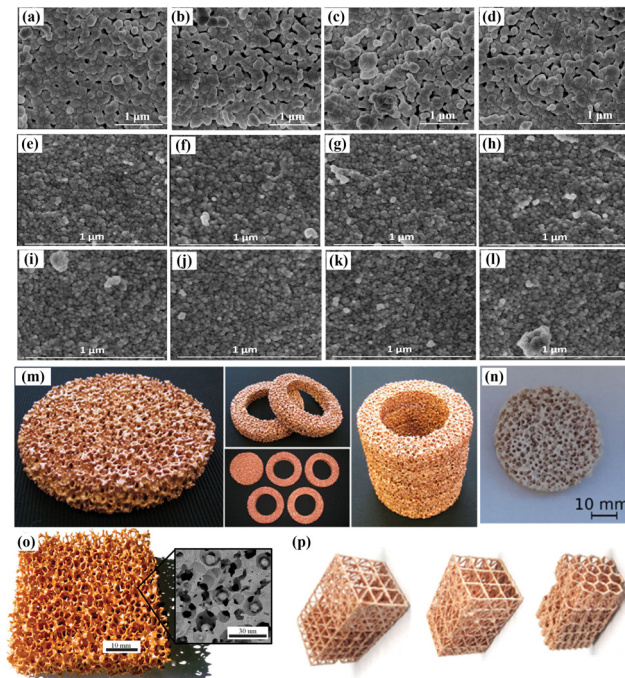 (a) (b) (c) (d)
1 µm 1 µm 1 µm 1 µm
(e) (f) (g) (h)
1 µm 1 µm 1 µm 1 µm
(i) (j) (k) (l)
1 µm 1 µm 1 µm 1 µm
(m) (n)
10 mm
(o) (p)
10 mm
30 um